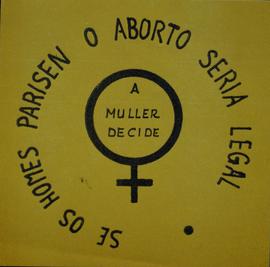 SE OS HOMES PARISEN O ABORTO SERIA LEGAL
A
MULLER
DECIDE